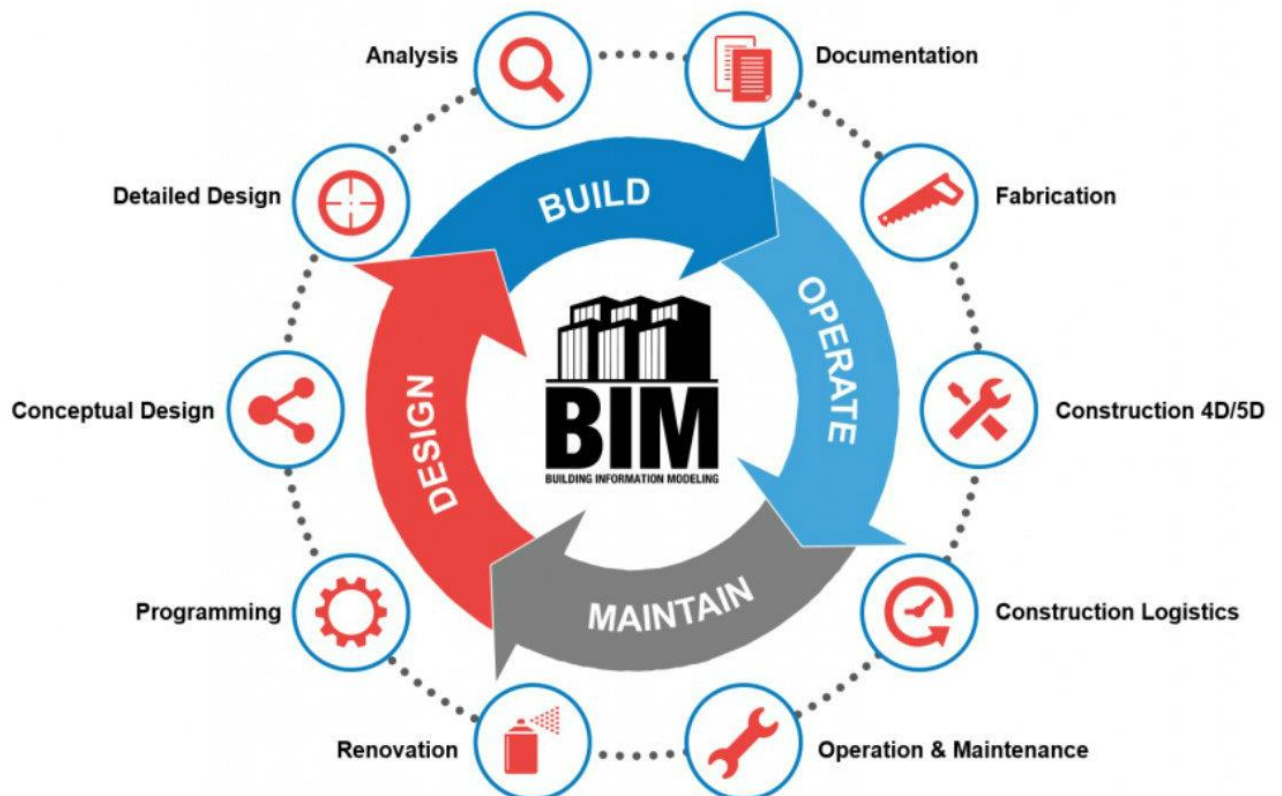 Analysis
Documentation
Detailed Design
Fabrication
BUILD
OPERATE
Conceptual Design
Construction 4D/5D
DESIGN
BIM
BUILDING INFORMATION MODELING
Programming
Construction Logistics
MAINTAIN
Renovation
Operation & Maintenance